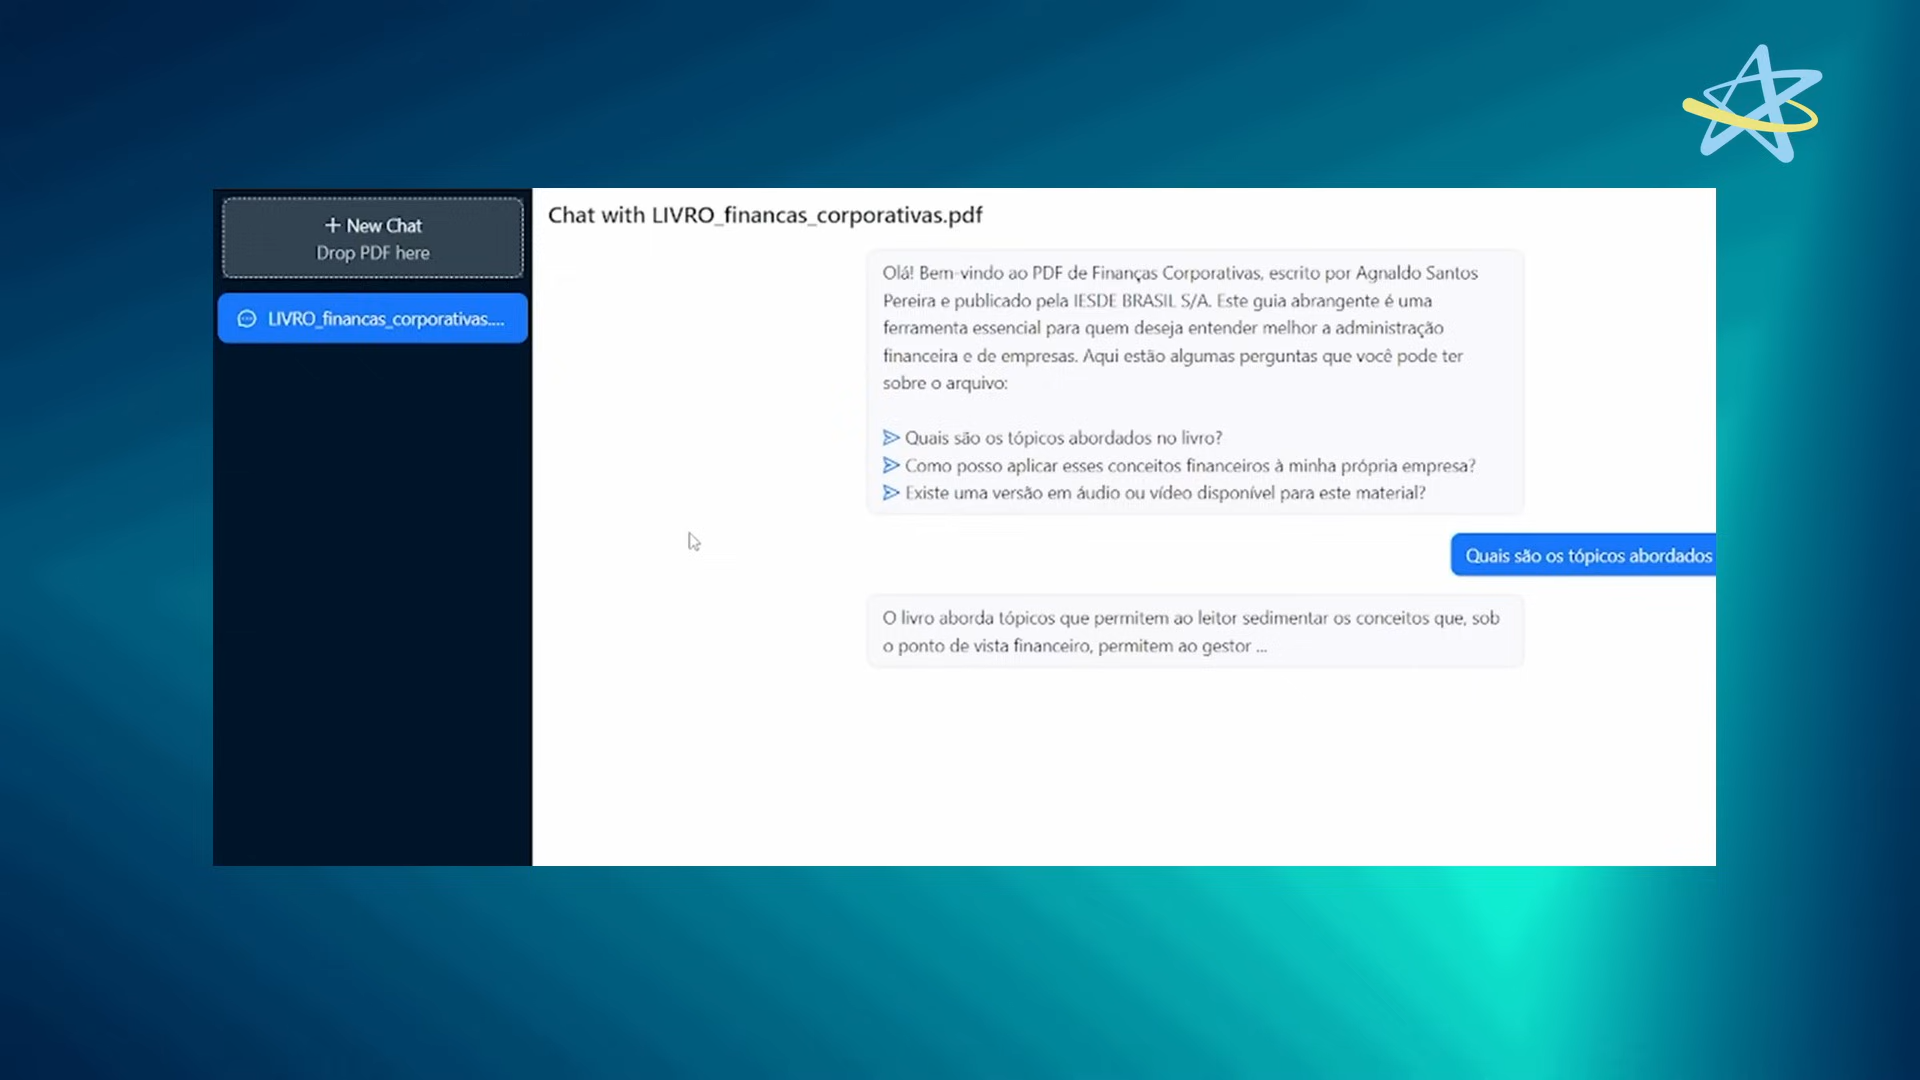 + New Chat
Drop PDF here
LIVRO_financas_corporativas....
Chat with LIVRO_financas_corporativas.pdf
Olá! Bem-vindo ao PDF de Finanças Corporativas, escrito por Agnaldo Santos
Pereira e publicado pela IESDE BRASIL S/A. Este guia abrangente é uma
ferramenta essencial para quem deseja entender melhor a administração
financeira e de empresas. Aqui estão algumas perguntas que você pode ter
sobre o arquivo:
Quais são os tópicos abordados no livro?
Como posso aplicar esses conceitos financeiros à minha própria empresa?
Existe uma versão em áudio ou vídeo disponível para este material?
Quais são os tópicos abordados
O livro aborda tópicos que permitem ao leitor sedimentar os conceitos que, sob
o ponto de vista financeiro, permitem ao gestor ...